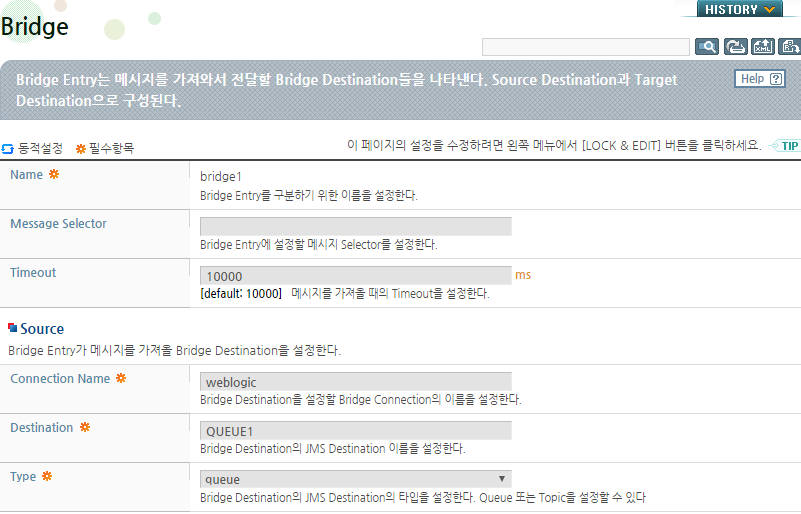 HISTORY
Bridge
Bridge Entry는 메시지를 가져와서 전달할 Bridge Destination들을 나타낸다. Source Destination과 Target
Destination으로 구성된다.
Help
동적설정 필수항목
이 페이지의 설정을 수정하려면 왼쪽 메뉴에서 [LOCK & EDIT] 버튼을 클릭하세요. TIP
Name bridge1
Bridge Entry를 구분하기 위한 이름을 설정한다.
Message Selector
Bridge Entry에 설정할 메시지 Selector를 설정한다.
Timeout 10000 ms
[default: 10000] 메시지를 가져올 때의 Timeout을 설정한다.
Source
Bridge Entry가 메시지를 가져올 Bridge Destination을 설정한다.
Connection Name weblogic
Bridge Destination을 설정할 Bridge Connection의 이름을 설정한다.
Destination QUEUE1
Bridge Destination의 JMS Destination 이름을 설정한다.
Type queue
Bridge Destination의 JMS Destination의 타입을 설정한다. Queue 또는 Topic을 설정할 수 있다